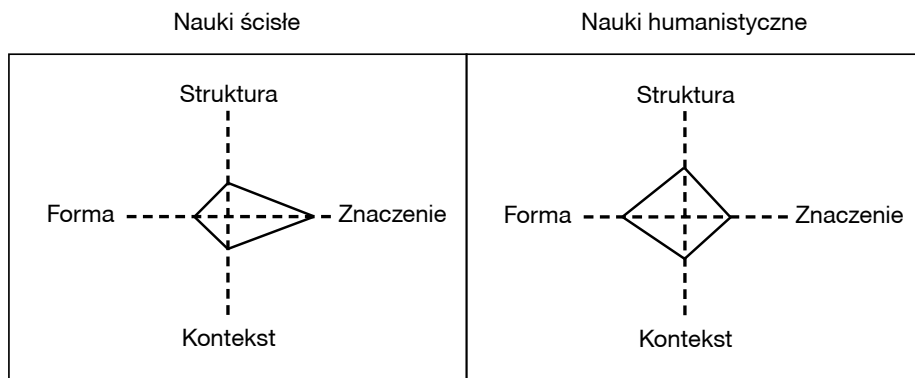 Nauki ścisłe
Nauki humanistyczne
Struktura
Forma
Znaczenie
Kontekst
Struktura
Forma
Znaczenie
Kontekst